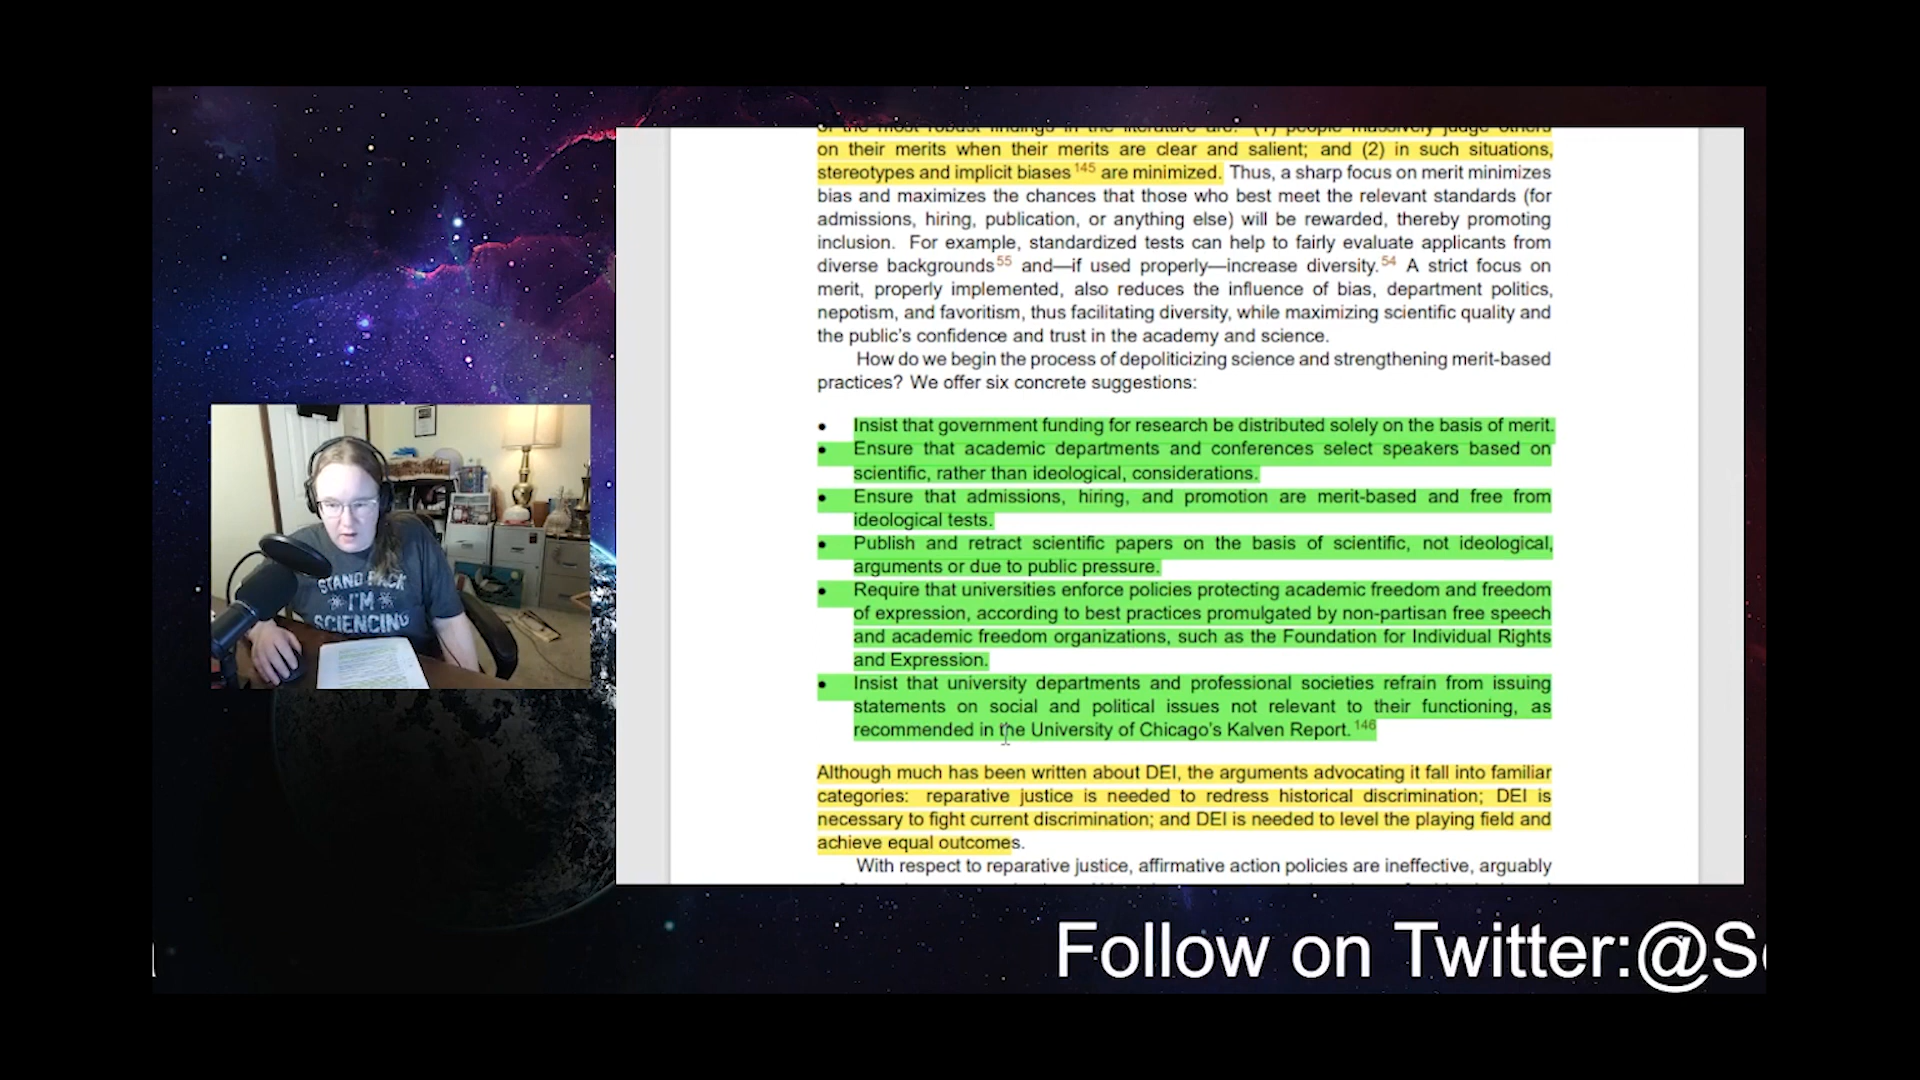 of the most robust findings in the literature are: (1) people massively judge others
on their merits when their merits are clear and salient; and (2) in such situations,
stereotypes and implicit biases 145 are minimized. Thus, a sharp focus on merit minimizes
bias and maximizes the chances that those who best meet the relevant standards (for
admissions, hiring, publication, or anything else) will be rewarded, thereby promoting
inclusion. For example, standardized tests can help to fairly evaluate applicants from
diverse backgrounds55 and—if used properly—increase diversity.54 A strict focus on
merit, properly implemented, also reduces the influence of bias, department politics,
nepotism, and favoritism, thus facilitating diversity, while maximizing scientific quality and
the public's confidence and trust in the academy and science.
How do we begin the process of depoliticizing science and strengthening merit-based
practices? We offer six concrete suggestions:
• Insist that government funding for research be distributed solely on the basis of merit.
• Ensure that academic departments and conferences select speakers based on
scientific, rather than ideological, considerations.
• Ensure that admissions, hiring, and promotion are merit-based and free from
ideological tests.
• Publish and retract scientific papers on the basis of scientific, not ideological,
arguments or due to public pressure.
• Require that universities enforce policies protecting academic freedom and freedom
of expression, according to best practices promulgated by non-partisan free speech
and academic freedom organizations, such as the Foundation for Individual Rights
and Expression.
• Insist that university departments and professional societies refrain from issuing
statements on social and political issues not relevant to their functioning, as
recommended in the University of Chicago's Kalven Report. 146
Although much has been written about DEI, the arguments advocating it fall into familiar
categories: reparative justice is needed to redress historical discrimination; DEI is
necessary to fight current discrimination; and DEI is needed to level the playing field and
achieve equal outcomes.
With respect to reparative justice, affirmative action policies are ineffective, arguably
STAND BACK
I'M
SCIENCING
Follow on Twitter:@S